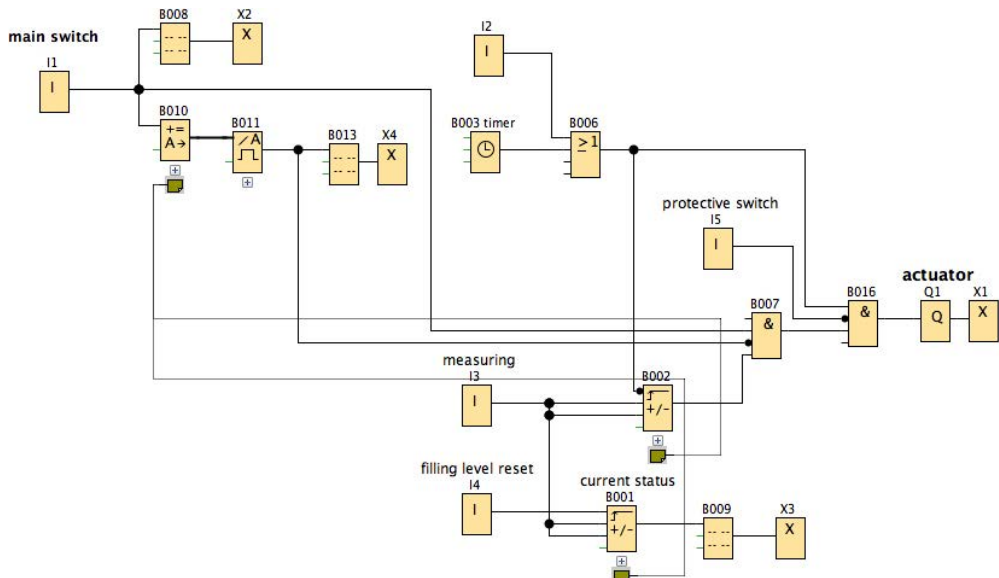 B008
X2
-- --
-- --
X
main switch
I1
I
I2
I
B010
+=
A→
B011
/A
B013
-- --
-- --
X4
X
B003 timer
B006
≥1
protective switch
I5
I
actuator
B007
&
B016
&
Q1
Q
X1
X
measuring
I3
I
B002
+/-
filling level reset
I4
I
current status
B001
+/-
B009
-- --
-- --
X3
X